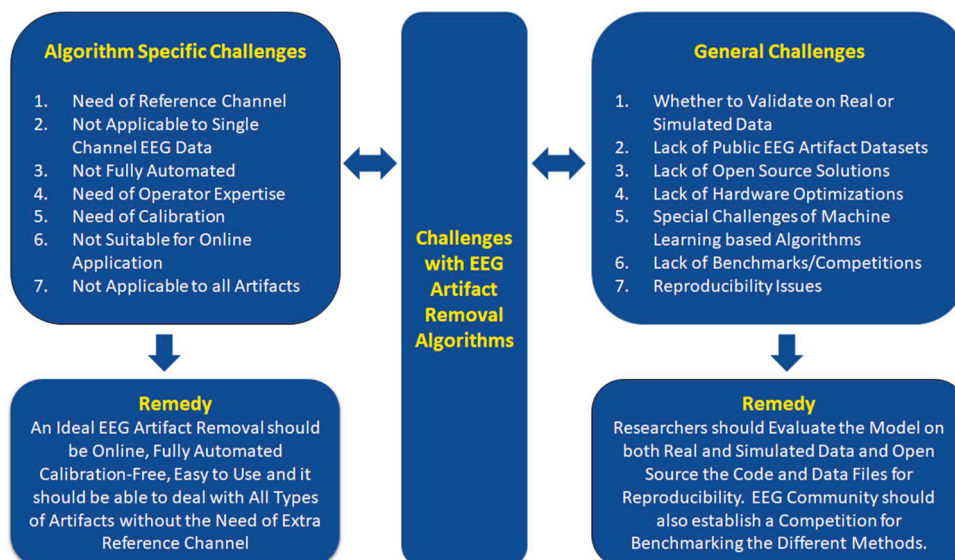 Algorithm Specific Challenges
1. Need of Reference Channel
2. Not Applicable to Single
Channel EEG Data
3. Not Fully Automated
4. Need of Operator Expertise
5. Need of Calibration
6. Not Suitable for Online
Application
7. Not Applicable to all Artifacts
Remedy
An Ideal EEG Artifact Removal should
be Online, Fully Automated
Calibration-Free, Easy to Use and it
should be able to deal with All Types
of Artifacts without the Need of Extra
Reference Channel
Challenges
with EEG
Artifact
Removal
Algorithms
General Challenges
1. Whether to Validate on Real or
Simulated Data
2. Lack of Public EEG Artifact Datasets
3. Lack of Open Source Solutions
4. Lack of Hardware Optimizations
5. Special Challenges of Machine
Learning based Algorithms
6. Lack of Benchmarks/Competitions
7. Reproducibility Issues
Remedy
Researchers should Evaluate the Model on
both Real and Simulated Data and Open
Source the Code and Data Files for
Reproducibility. EEG Community should
also establish a Competition for
Benchmarking the Different Methods.